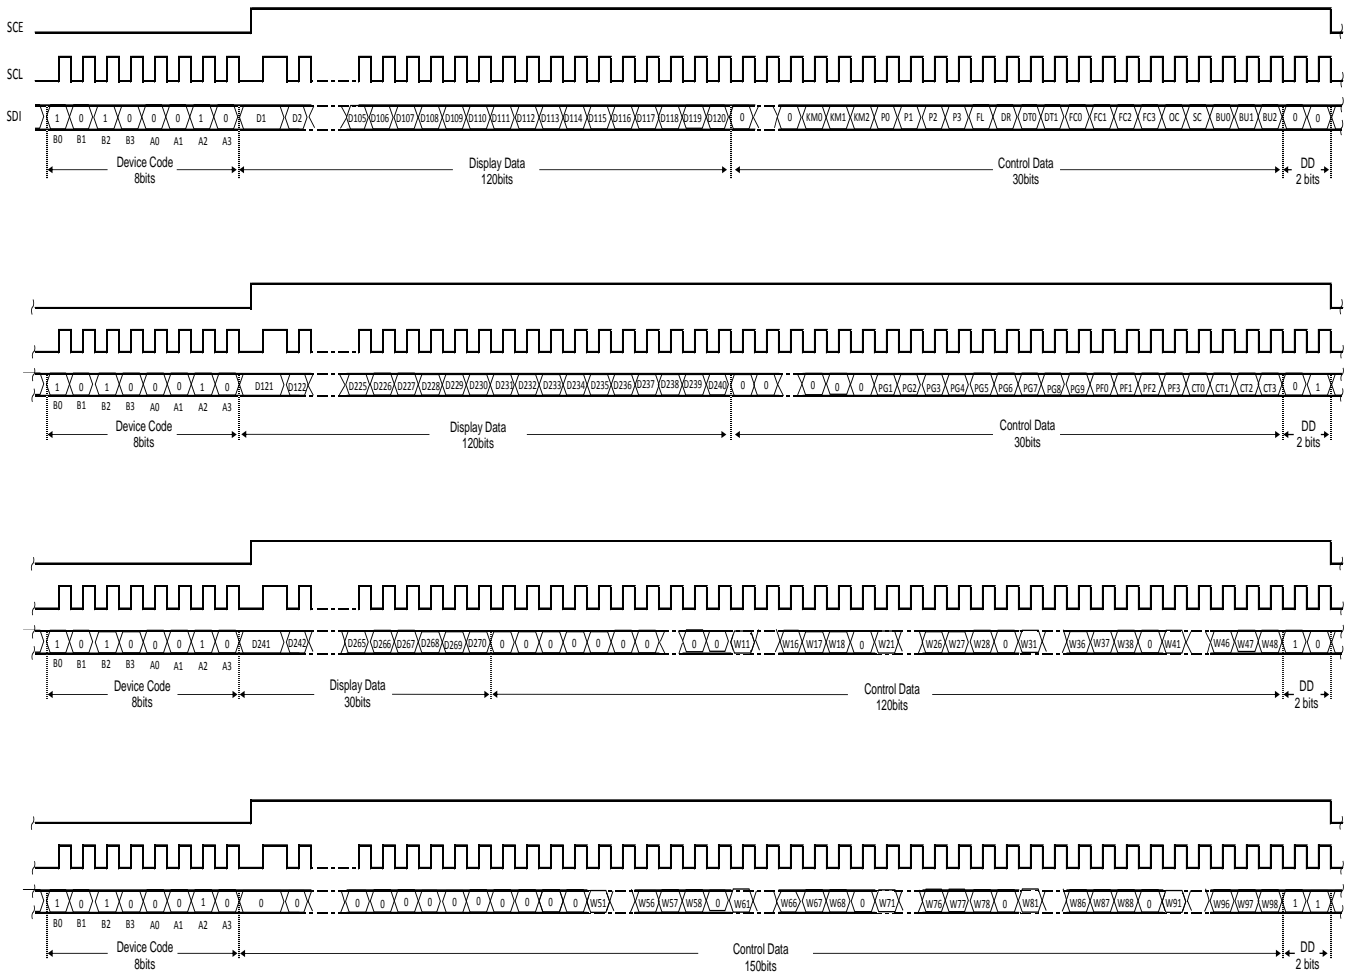 SCE
SCL
SDI 1 0 1 0 0 0 1 0 D1 D2 D105 D106 D107 D108 D109 D110 D111 D112 D113 D114 D115 D116 D117 D118 D119 D120 0 0 KM0 KM1 KM2 P0 P1 P2 P3 FL DR DT0 DT1 FC0 FC1 FC2 FC3 OC SC BU0 BU1 BU2 0 0
B0 B1 B2 B3 A0 A1 A2 A3
Device Code Display Data Control Data DD
8bits 120bits 30bits 2 bits
1 0 1 0 0 0 1 0 D121 D122 D225 D226 D227 D228 D229 D230 D231 D232 D233 D234 D235 D236 D237 D238 D239 D240 0 0 0 0 0 PG1 PG2 PG3 PG4 PG5 PG6 PG7 PG8 PG9 PF0 PF1 PF2 PF3 CT0 CT1 CT2 CT3 0 1
B0 B1 B2 B3 A0 A1 A2 A3
Device Code Display Data Control Data DD
8bits 120bits 30bits 2 bits
1 0 1 0 0 0 1 0 D241 D242 D265 D266 D267 D268 D269 D270 0 0 0 0 0 0 0 0 0 W11 W16 W17 W18 0 W21 W26 W27 W28 0 W31 W36 W37 W38 0 W41 W46 W47 W48 1 0
B0 B1 B2 B3 A0 A1 A2 A3
Device Code Display Data Control Data DD
8bits 30bits 120bits 2 bits
1 0 1 0 0 0 1 0 0 0 0 0 0 0 0 0 0 0 0 0 W51 W56 W57 W58 0 W61 W66 W67 W68 0 W71 W76 W77 W78 0 W81 W86 W87 W88 0 W91 W96 W97 W98 1 1
B0 B1 B2 B3 A0 A1 A2 A3
Device Code Control Data DD
8bits 150bits 2 bits